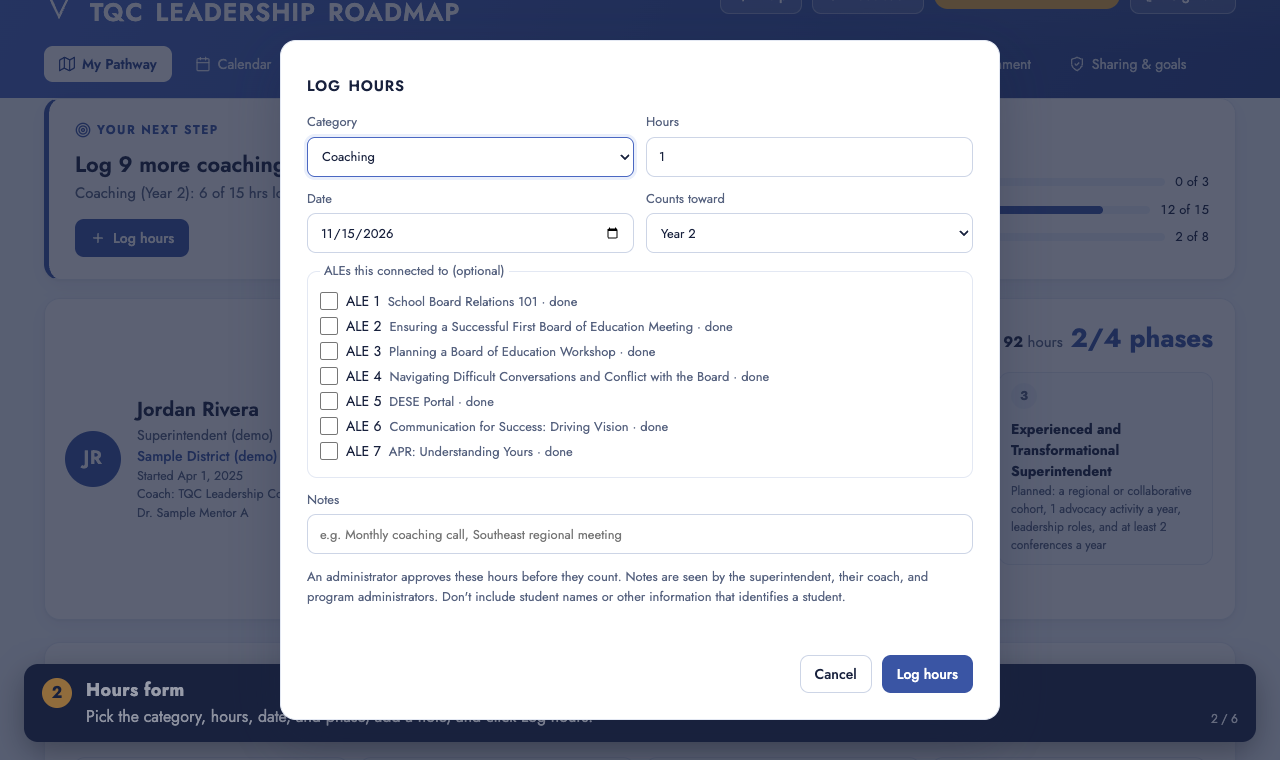 TQC LEADERSHIP ROADMAP
My Pathway
Calendar
Sharing & goals
YOUR NEXT STEP
Log 9 more coaching
Coaching (Year 2): 6 of 15 hrs
+ Log hours
0 of 3
12 of 15
2 of 8
LOG HOURS
Category
Hours
Coaching
1
Date
Counts toward
11/15/2026
Year 2
ALEs this connected to (optional)
ALE 1 School Board Relations 101 · done
ALE 2 Ensuring a Successful First Board of Education Meeting · done
ALE 3 Planning a Board of Education Workshop · done
ALE 4 Navigating Difficult Conversations and Conflict with the Board · done
ALE 5 DESE Portal · done
ALE 6 Communication for Success: Driving Vision · done
ALE 7 APR: Understanding Yours · done
Notes
e.g. Monthly coaching call, Southeast regional meeting
An administrator approves these hours before they count. Notes are seen by the superintendent, their coach, and
program administrators. Don't include student names or other information that identifies a student.
Cancel
Log hours
JR
Jordan Rivera
Superintendent (demo)
Sample District (demo)
Started Apr 1, 2025
Coach: TQC Leadership
Dr. Sample Mentor A
92 hours 2/4 phases
3
Experienced and
Transformational
Superintendent
Planned: a regional or collaborative
cohort, 1 advocacy activity a year,
leadership roles, and at least 2
conferences a year
2
Hours form
Pick the category, hours, date, and phase, add a note, and click Log hours.
2 / 6